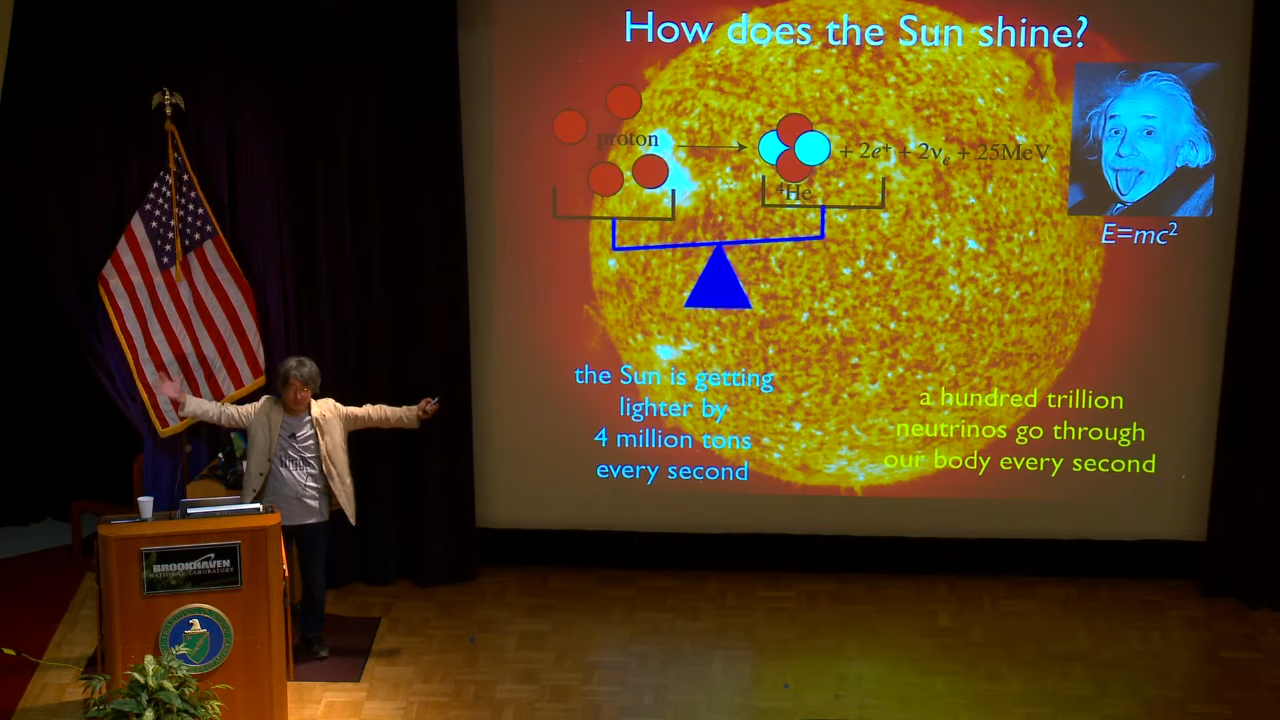 How does the Sun shine?
proton
+ 2e⁺ + 2νₑ + 25MeV
⁴He
E=mc²
the Sun is getting
lighter by
4 million tons
every second
a hundred trillion
neutrinos go through
our body every second
BROOKHAVEN
NATIONAL LABORATORY